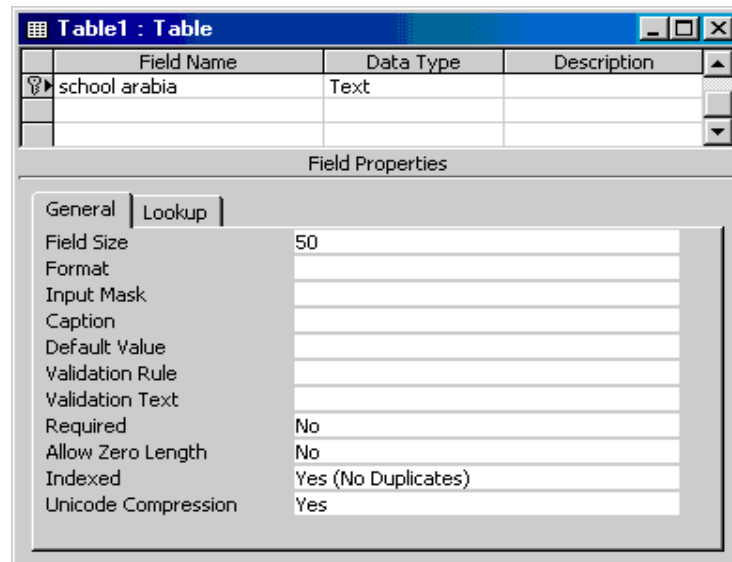 Table1 : Table
Field Name Data Type Description
school arabia Text
Field Properties
General Lookup
Field Size 50
Format
Input Mask
Caption
Default Value
Validation Rule
Validation Text
Required No
Allow Zero Length No
Indexed Yes (No Duplicates)
Unicode Compression Yes